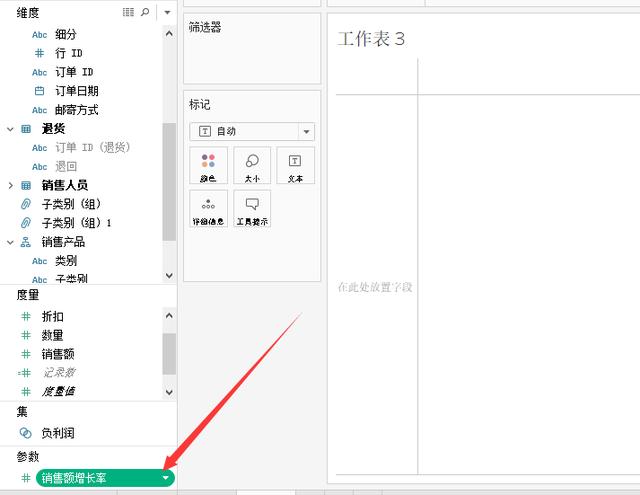 维度
Abc 细分
# 行 ID
Abc 订单 ID
订单日期
Abc 邮寄方式
退货
Abc 订单 ID (退货)
Abc 退回
销售人员
子类别 (组)
子类别 (组) 1
销售产品
Abc 类别
Abc 子类别
度量
# 折扣
# 数量
# 销售额
=# 记录数
# 度量值
集
负利润
参数
# 销售额增长率
筛选器
标记
T 自动
颜色
大小
T 文本
详细信息
工具提示
工作表 3
在此处放置字段